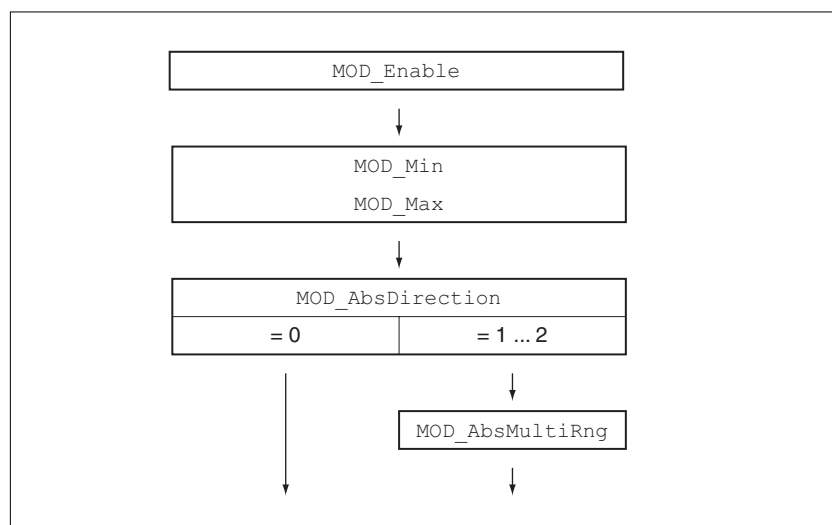 MOD_Enable
MOD_Min
MOD_Max
MOD_AbsDirection
= 0
= 1 ... 2
MOD_AbsMultiRng